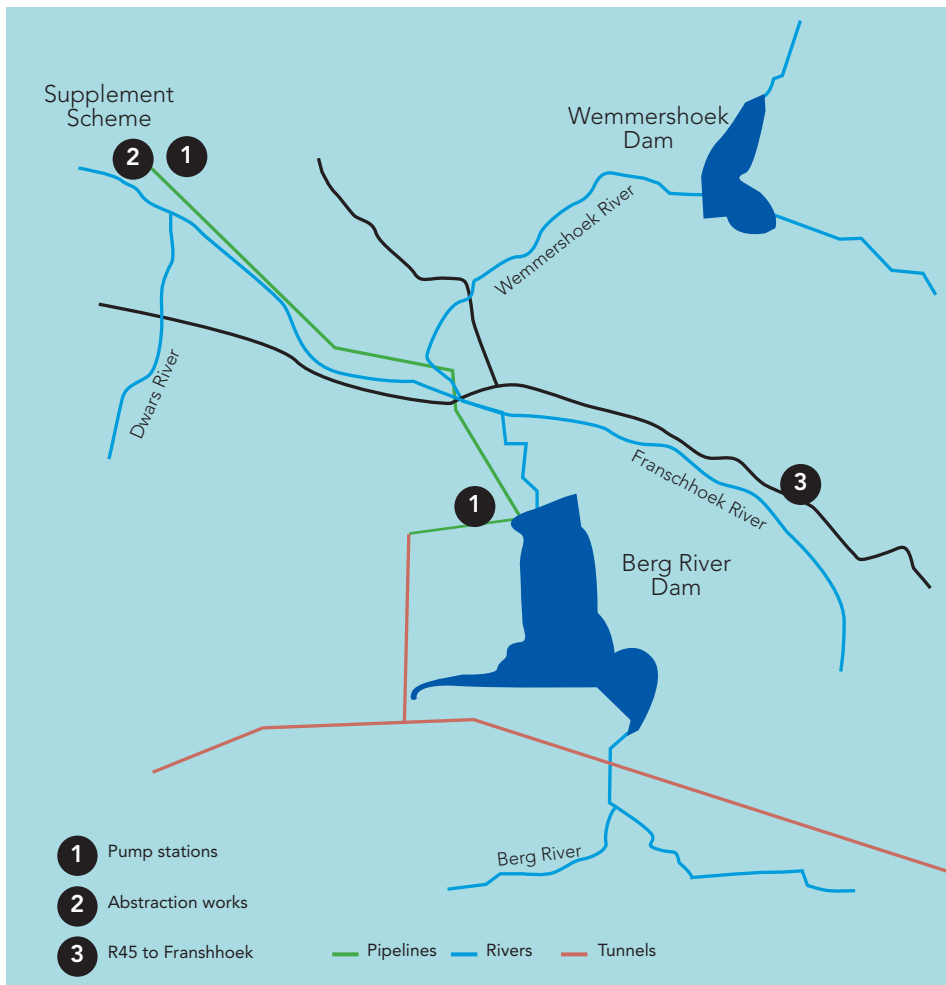 Supplement
Scheme
2
1
Wemmershoek
Dam
Wemmershoek River
Dwars River
Franschhoek River
3
1
Berg River
Dam
Berg River
1 Pump stations
2 Abstraction works
3 R45 to Franshhoek
Pipelines
Rivers
Tunnels